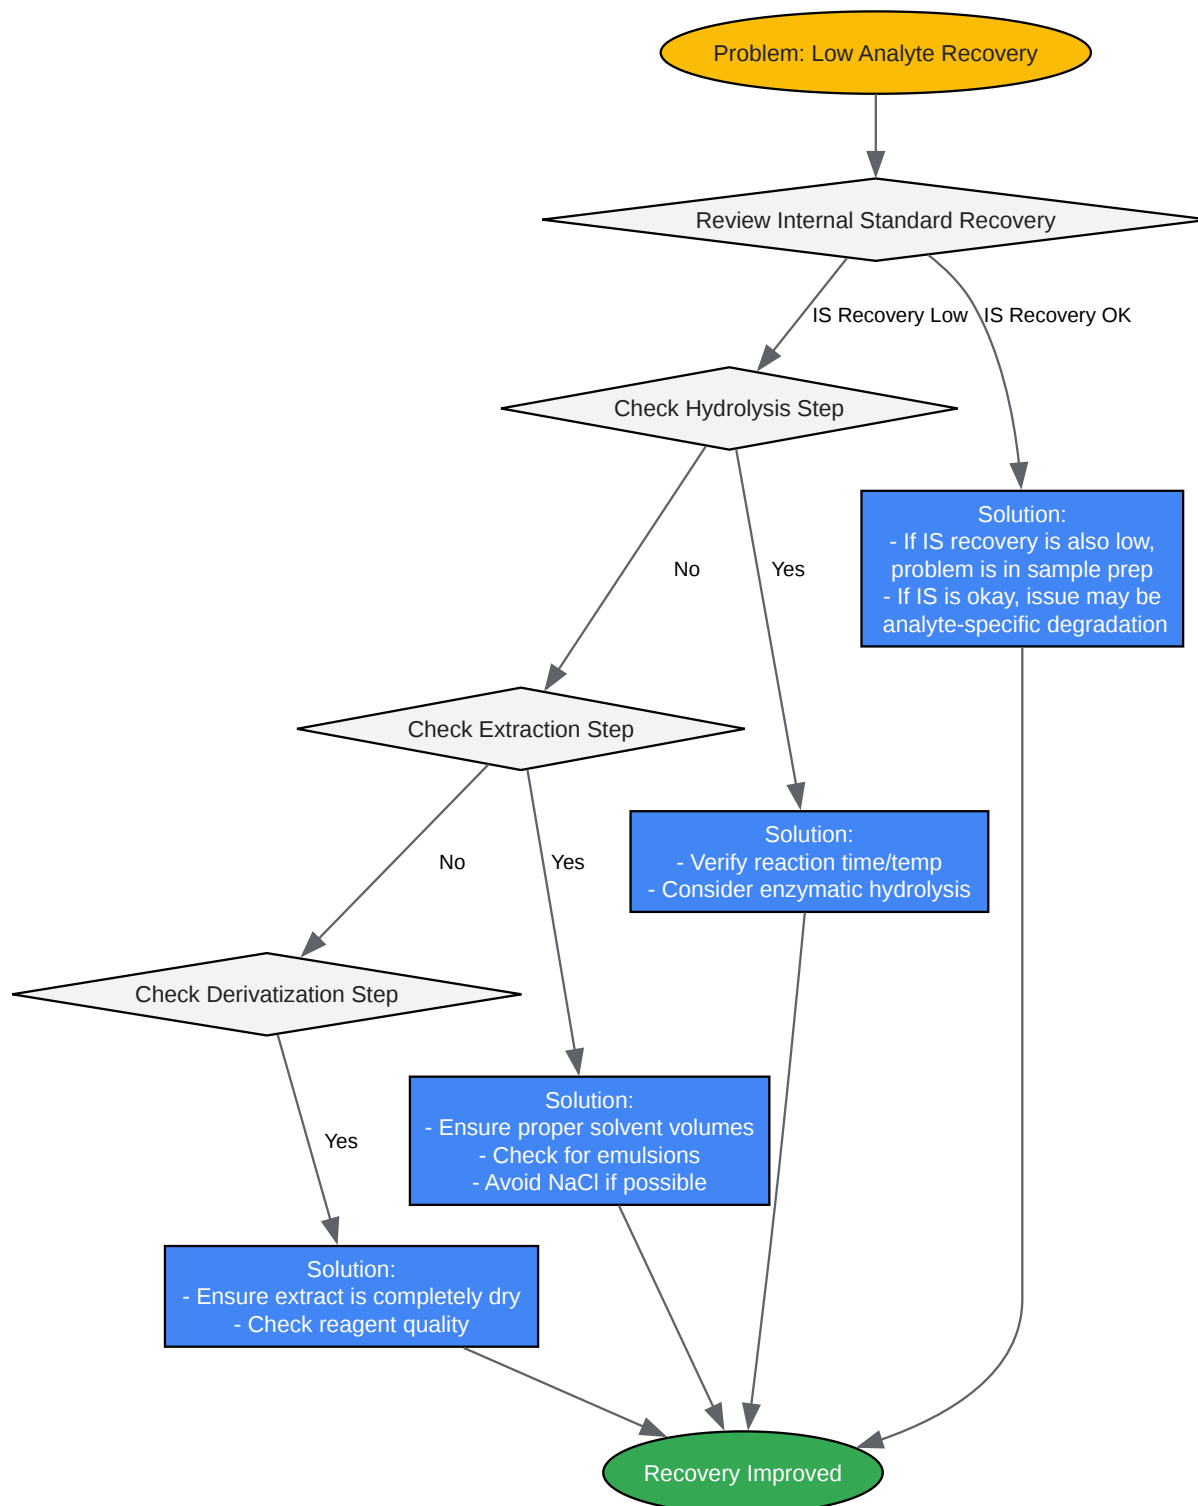 Problem: Low Analyte Recovery
Review Internal Standard Recovery
IS Recovery Low
IS Recovery OK
Check Hydrolysis Step
Solution:
- If IS recovery is also low,
problem is in sample prep
- If IS is okay, issue may be
analyte-specific degradation
No
Yes
Check Extraction Step
Solution:
- Verify reaction time/temp
- Consider enzymatic hydrolysis
No
Yes
Check Derivatization Step
Solution:
- Ensure proper solvent volumes
- Check for emulsions
- Avoid NaCl if possible
Yes
Solution:
- Ensure extract is completely dry
- Check reagent quality
Recovery Improved